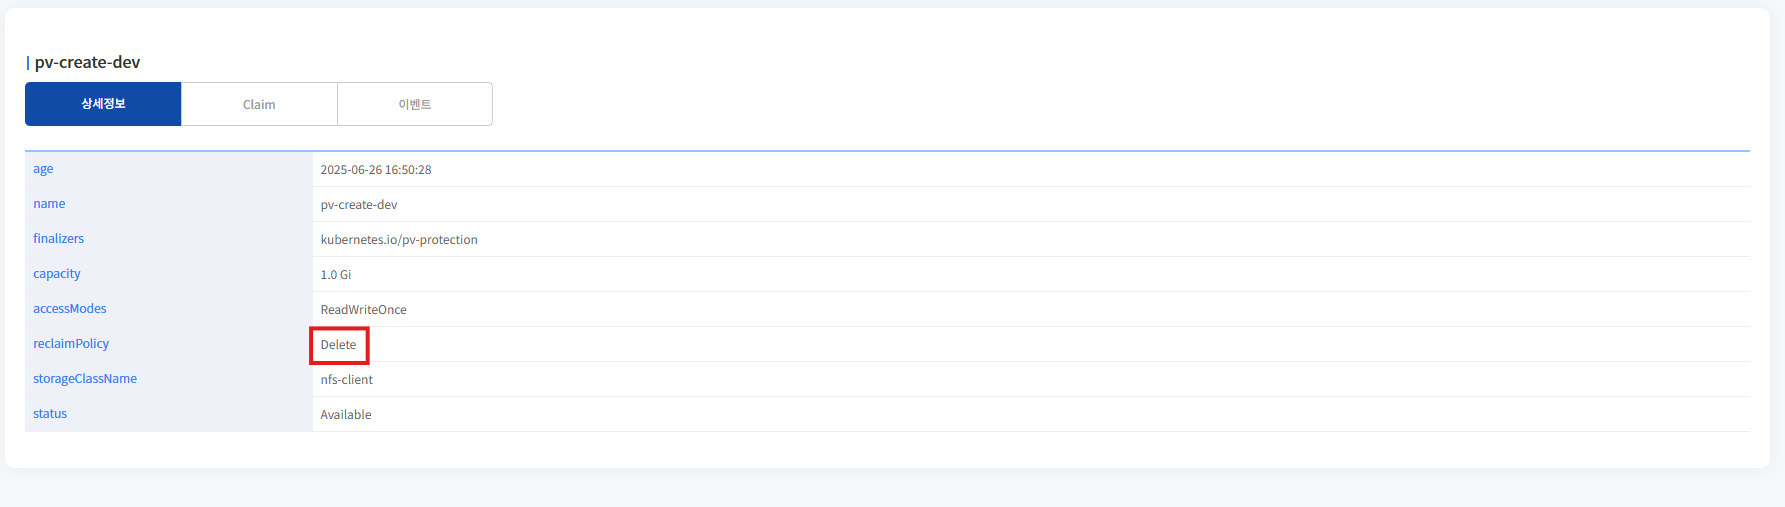 pv-create-dev
상세정보 Claim 이벤트
age 2025-06-26 16:50:28
name pv-create-dev
finalizers kubernetes.io/pv-protection
capacity 1.0 Gi
accessModes ReadWriteOnce
reclaimPolicy Delete
storageClassName nfs-client
status Available